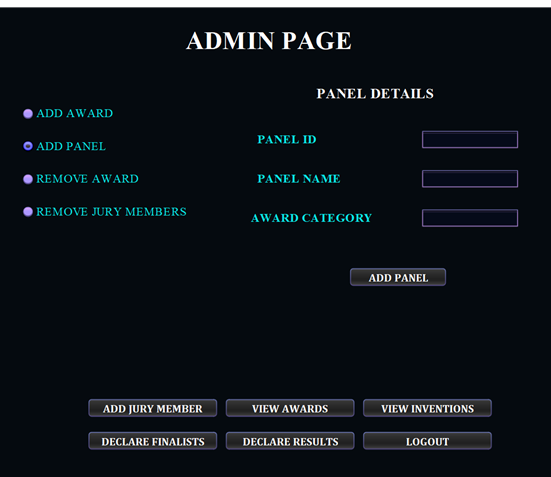 ADMIN PAGE
ADD AWARD
ADD PANEL
REMOVE AWARD
REMOVE JURY MEMBERS
PANEL DETAILS
PANEL ID
PANEL NAME
AWARD CATEGORY
ADD PANEL
ADD JURY MEMBER
VIEW AWARDS
VIEW INVENTIONS
DECLARE FINALISTS
DECLARE RESULTS
LOGOUT